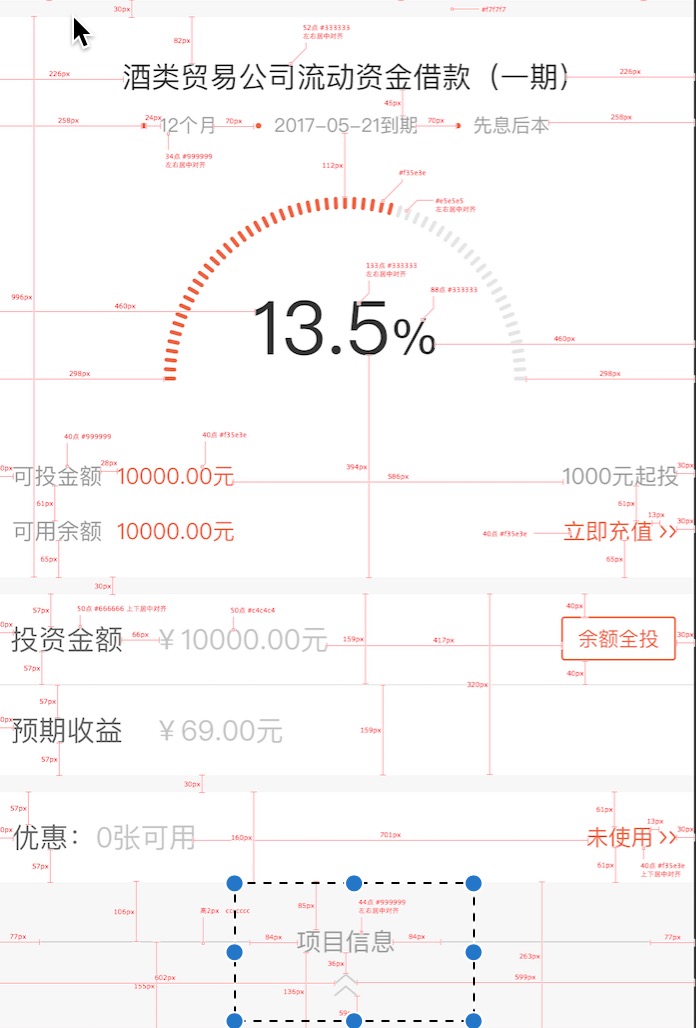 30px
#f7f7f7
52点 #333333
左右居中对齐
82px
226px
酒类贸易公司流动资金借款（一期）
226px
45px
258px
24px
12个月
70px
2017-05-21到期
70px
先息后本
258px
34点 #999999
左右居中对齐
112px
#f35e3e
#e5e5e5
左右居中对齐
133点 #333333
左右居中对齐
88点 #333333
996px
460px
13.5%
460px
298px
298px
40点 #999999
40点 #f35e3e
可投金额
28px
10000.00元
394px
586px
1000元起投
30px
61px
61px
13px
可用余额
10000.00元
40点 #f35e3e
立即充值
30px
65px
65px
30px
57px
50点 #666666 上下居中对齐
50点 #c4c4c4
40px
投资金额
66px
￥10000.00元
159px
417px
余额全投
30px
57px
40px
320px
57px
预期收益
￥69.00元
159px
57px
30px
57px
61px
13px
优惠：
0张可用
160px
701px
未使用
30px
57px
61px
40点 #f35e3e
上下居中对齐
106px
高2px
85px
44点 #999999
左右居中对齐
77px
84px
项目信息
84px
77px
36px
263px
602px
599px
155px
136px